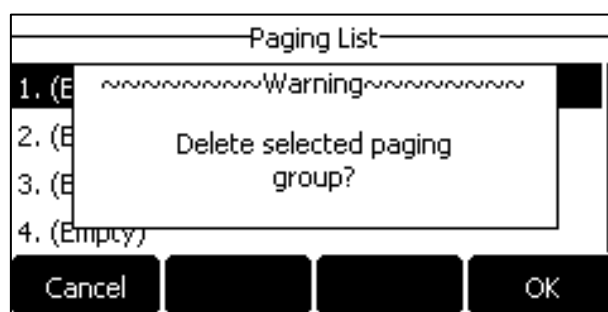 Paging List
1. (E
~~~~~~~~~Warning~~~~~~~~~
2. (E
Delete selected paging
group?
3. (E
4. (Empty)
Cancel
OK